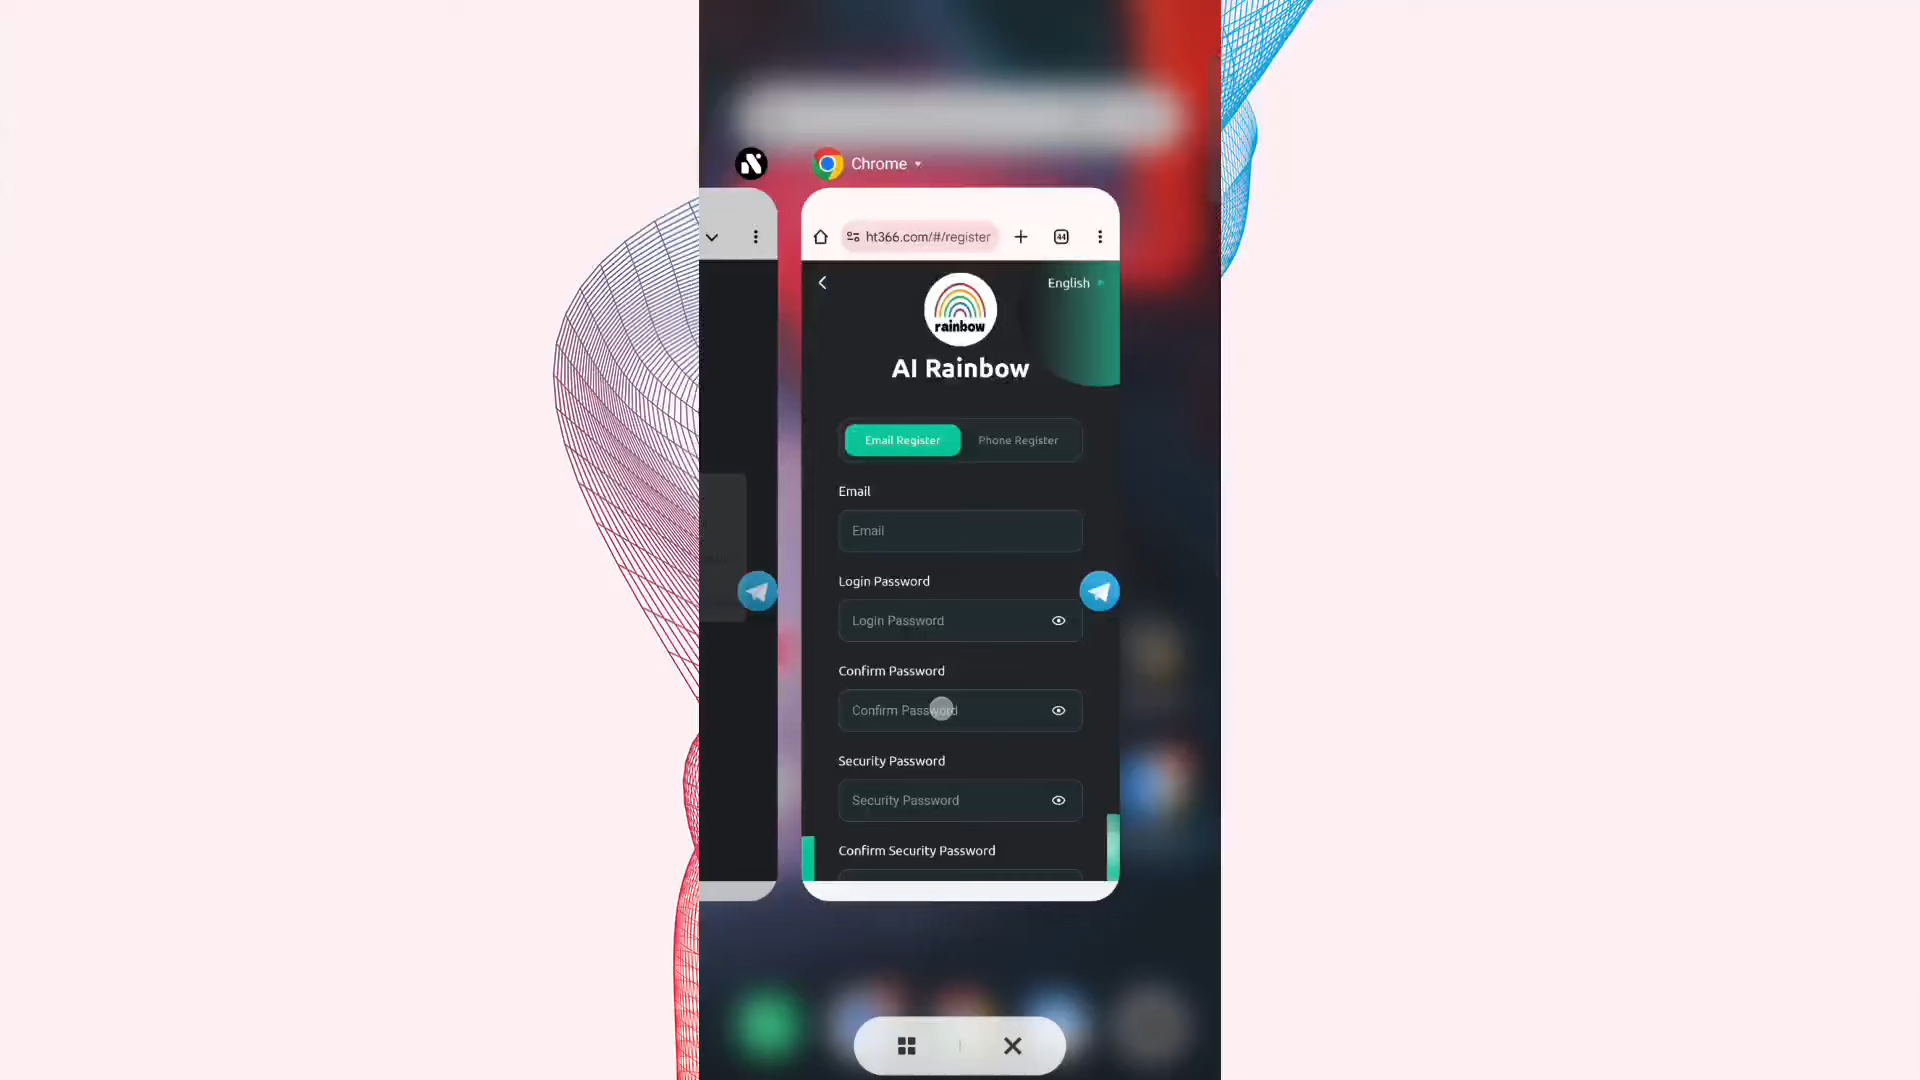 Chrome
ht366.com/#/register
44
English
rainbow
AI Rainbow
Email Register
Phone Register
Email
Email
Login Password
Login Password
Confirm Password
Confirm Password
Security Password
Security Password
Confirm Security Password